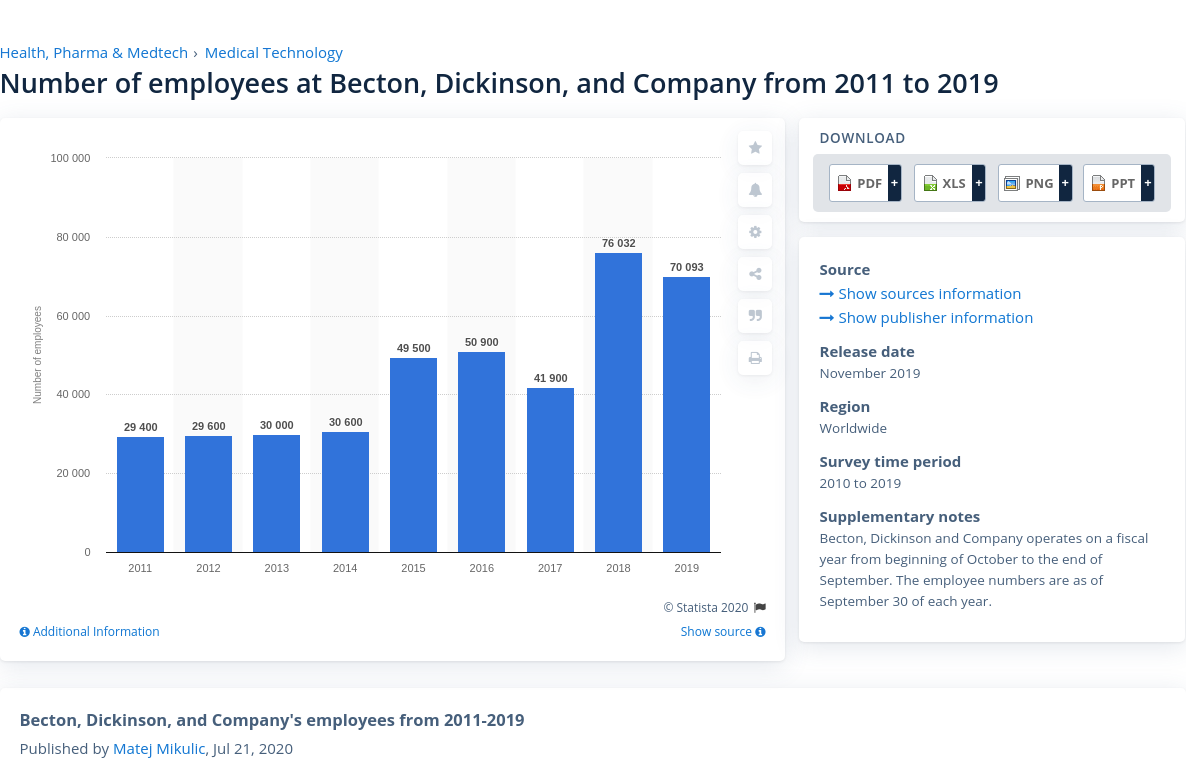 Health, Pharma & Medtech › Medical Technology
Number of employees at Becton, Dickinson, and Company from 2011 to 2019
100 000
80 000
60 000
40 000
20 000
0
Number of employees
29 400
29 600
30 000
30 600
49 500
50 900
41 900
76 032
70 093
2011 2012 2013 2014 2015 2016 2017 2018 2019
© Statista 2020
Additional Information
Show source
DOWNLOAD
PDF + XLS + PNG + PPT +
Source
Show sources information
Show publisher information
Release date
November 2019
Region
Worldwide
Survey time period
2010 to 2019
Supplementary notes
Becton, Dickinson and Company operates on a fiscal
year from beginning of October to the end of
September. The employee numbers are as of
September 30 of each year.
Becton, Dickinson, and Company's employees from 2011-2019
Published by Matej Mikulic, Jul 21, 2020